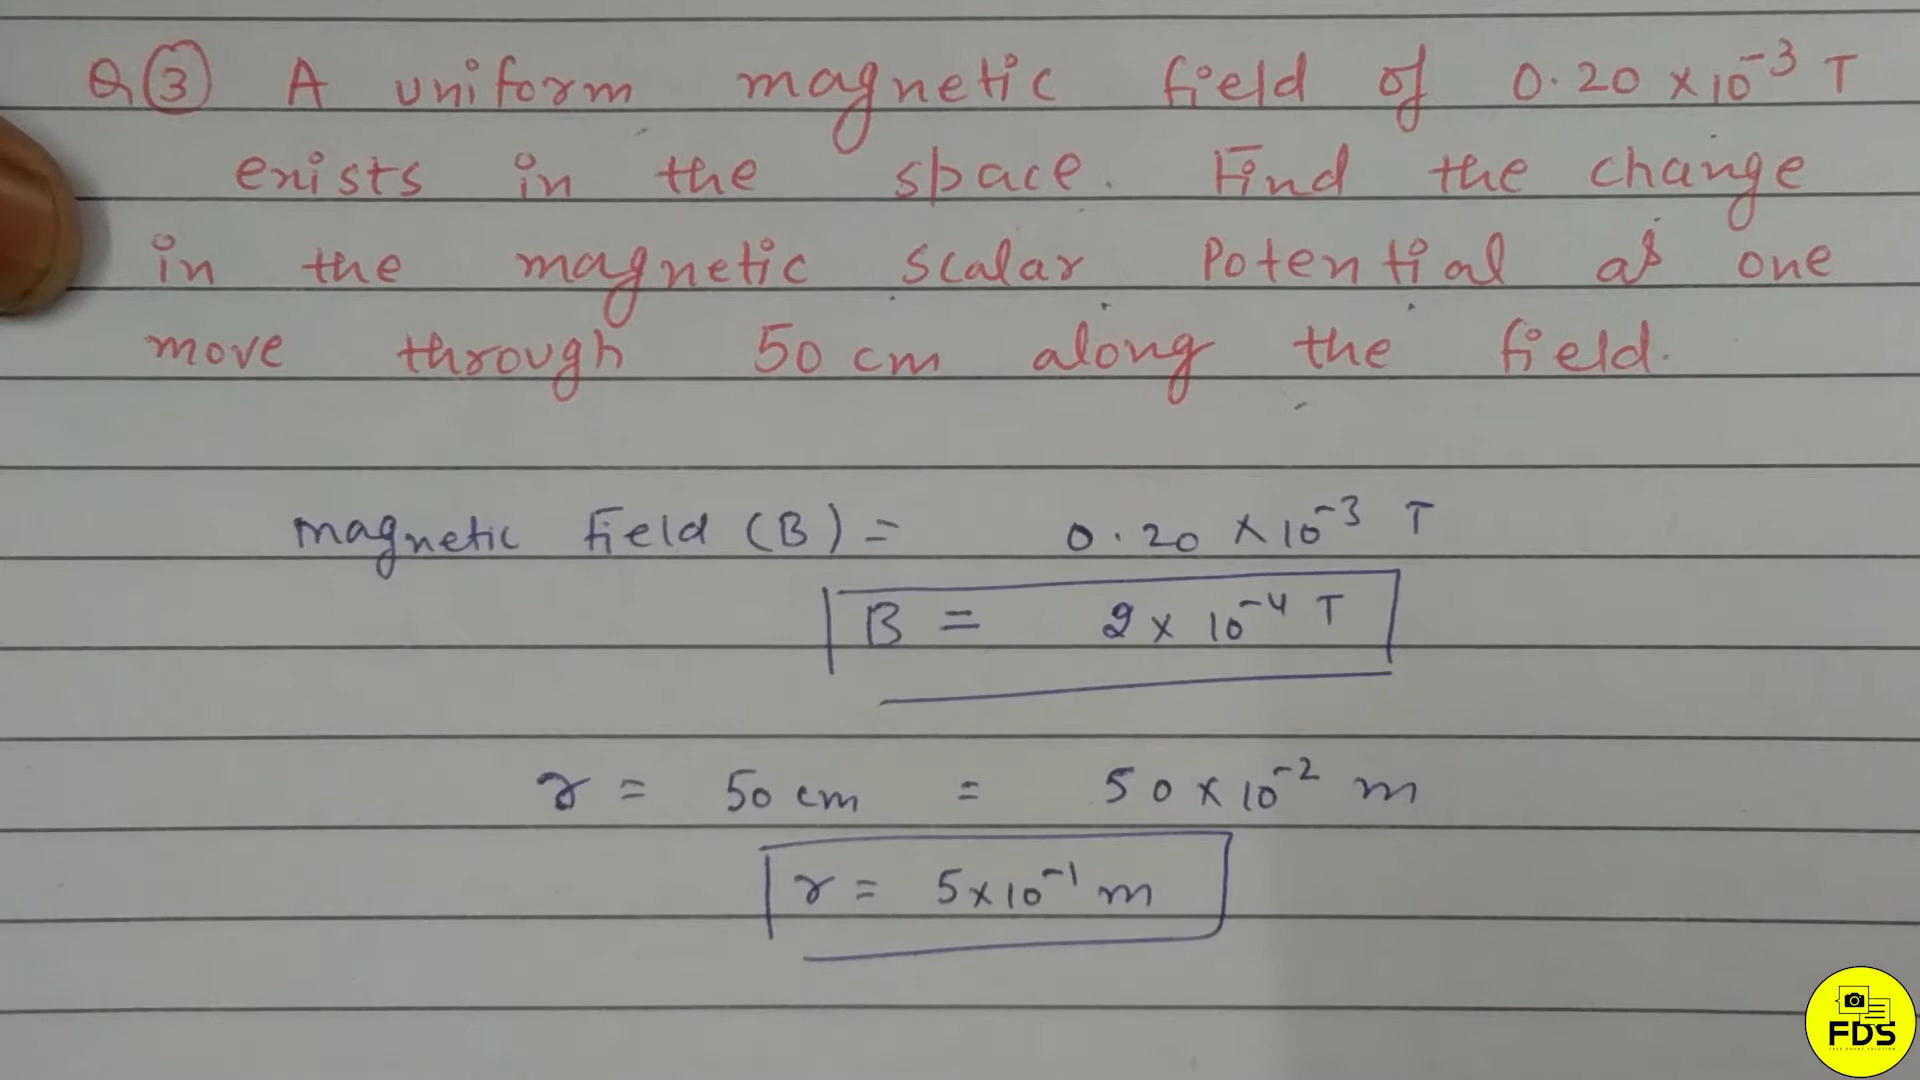 Q ③ A uniform magnetic field of 0.20 × 10⁻³ T
exists in the space. Find the change
in the magnetic scalar Potential as one
move through 50 cm along the field.
magnetic field (B) = 0.20 × 10⁻³ T
B = 2 × 10⁻⁴ T
r = 50 cm = 50 × 10⁻² m
r = 5 × 10⁻¹ m
FDS